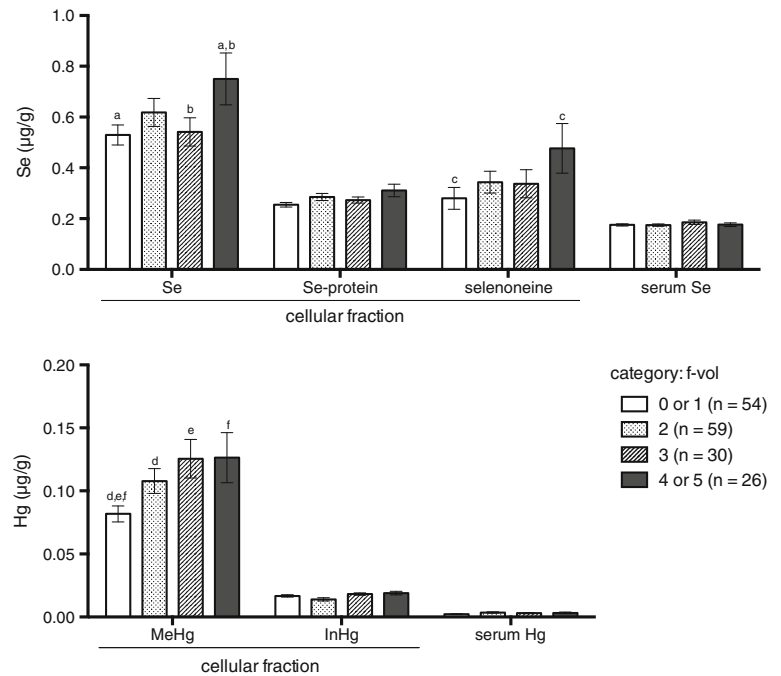 1.0
0.8
0.6
0.4
0.2
0.0
Se (μg/g)
a
b
a,b
c
c
Se Se-protein selenoneine serum Se
cellular fraction
0.20
0.15
0.10
0.05
0.00
Hg (μg/g)
d,e,f
d
e
f
MeHg InHg serum Hg
cellular fraction
category: f-vol
0 or 1 (n = 54)
2 (n = 59)
3 (n = 30)
4 or 5 (n = 26)